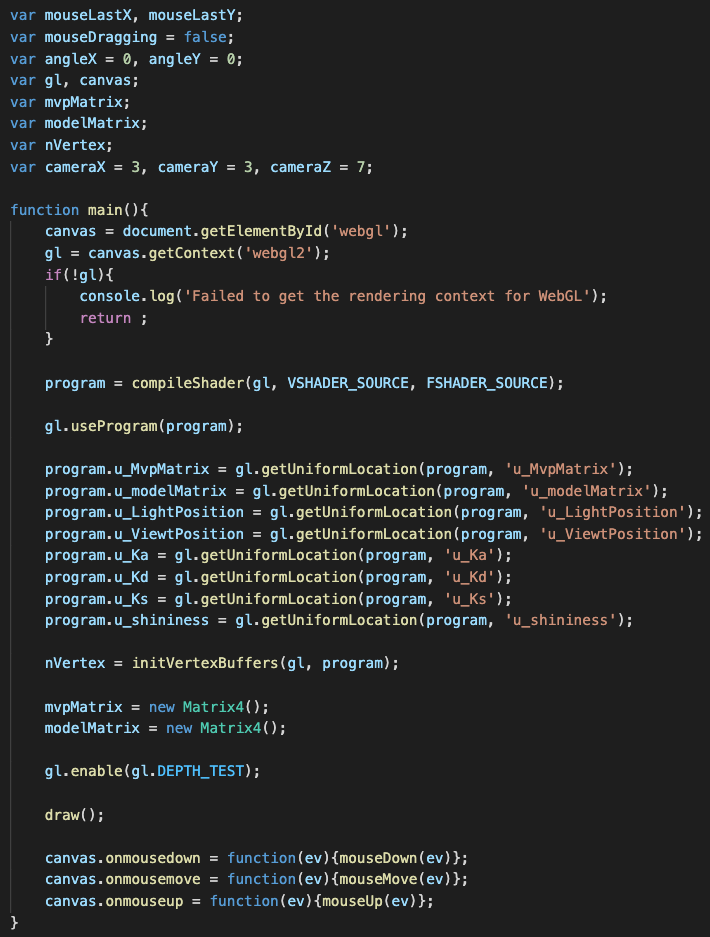 var mouseLastX, mouseLastY;
var mouseDragging = false;
var angleX = 0, angleY = 0;
var gl, canvas;
var mvpMatrix;
var modelMatrix;
var nVertex;
var cameraX = 3, cameraY = 3, cameraZ = 7;

function main(){
    canvas = document.getElementById('webgl');
    gl = canvas.getContext('webgl2');
    if(!gl){
        console.log('Failed to get the rendering context for WebGL');
        return ;
    }

    program = compileShader(gl, VSHADER_SOURCE, FSHADER_SOURCE);

    gl.useProgram(program);

    program.u_MvpMatrix = gl.getUniformLocation(program, 'u_MvpMatrix');
    program.u_modelMatrix = gl.getUniformLocation(program, 'u_modelMatrix');
    program.u_LightPosition = gl.getUniformLocation(program, 'u_LightPosition');
    program.u_ViewtPosition = gl.getUniformLocation(program, 'u_ViewtPosition');
    program.u_Ka = gl.getUniformLocation(program, 'u_Ka');
    program.u_Kd = gl.getUniformLocation(program, 'u_Kd');
    program.u_Ks = gl.getUniformLocation(program, 'u_Ks');
    program.u_shininess = gl.getUniformLocation(program, 'u_shininess');

    nVertex = initVertexBuffers(gl, program);

    mvpMatrix = new Matrix4();
    modelMatrix = new Matrix4();

    gl.enable(gl.DEPTH_TEST);

    draw();

    canvas.onmousedown = function(ev){mouseDown(ev)};
    canvas.onmousemove = function(ev){mouseMove(ev)};
    canvas.onmouseup = function(ev){mouseUp(ev)};
}